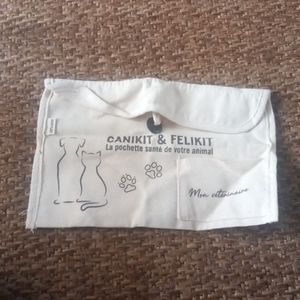 CANIKIT & FELIKIT
La pochette santé de votre animal
Mon vétérinaire